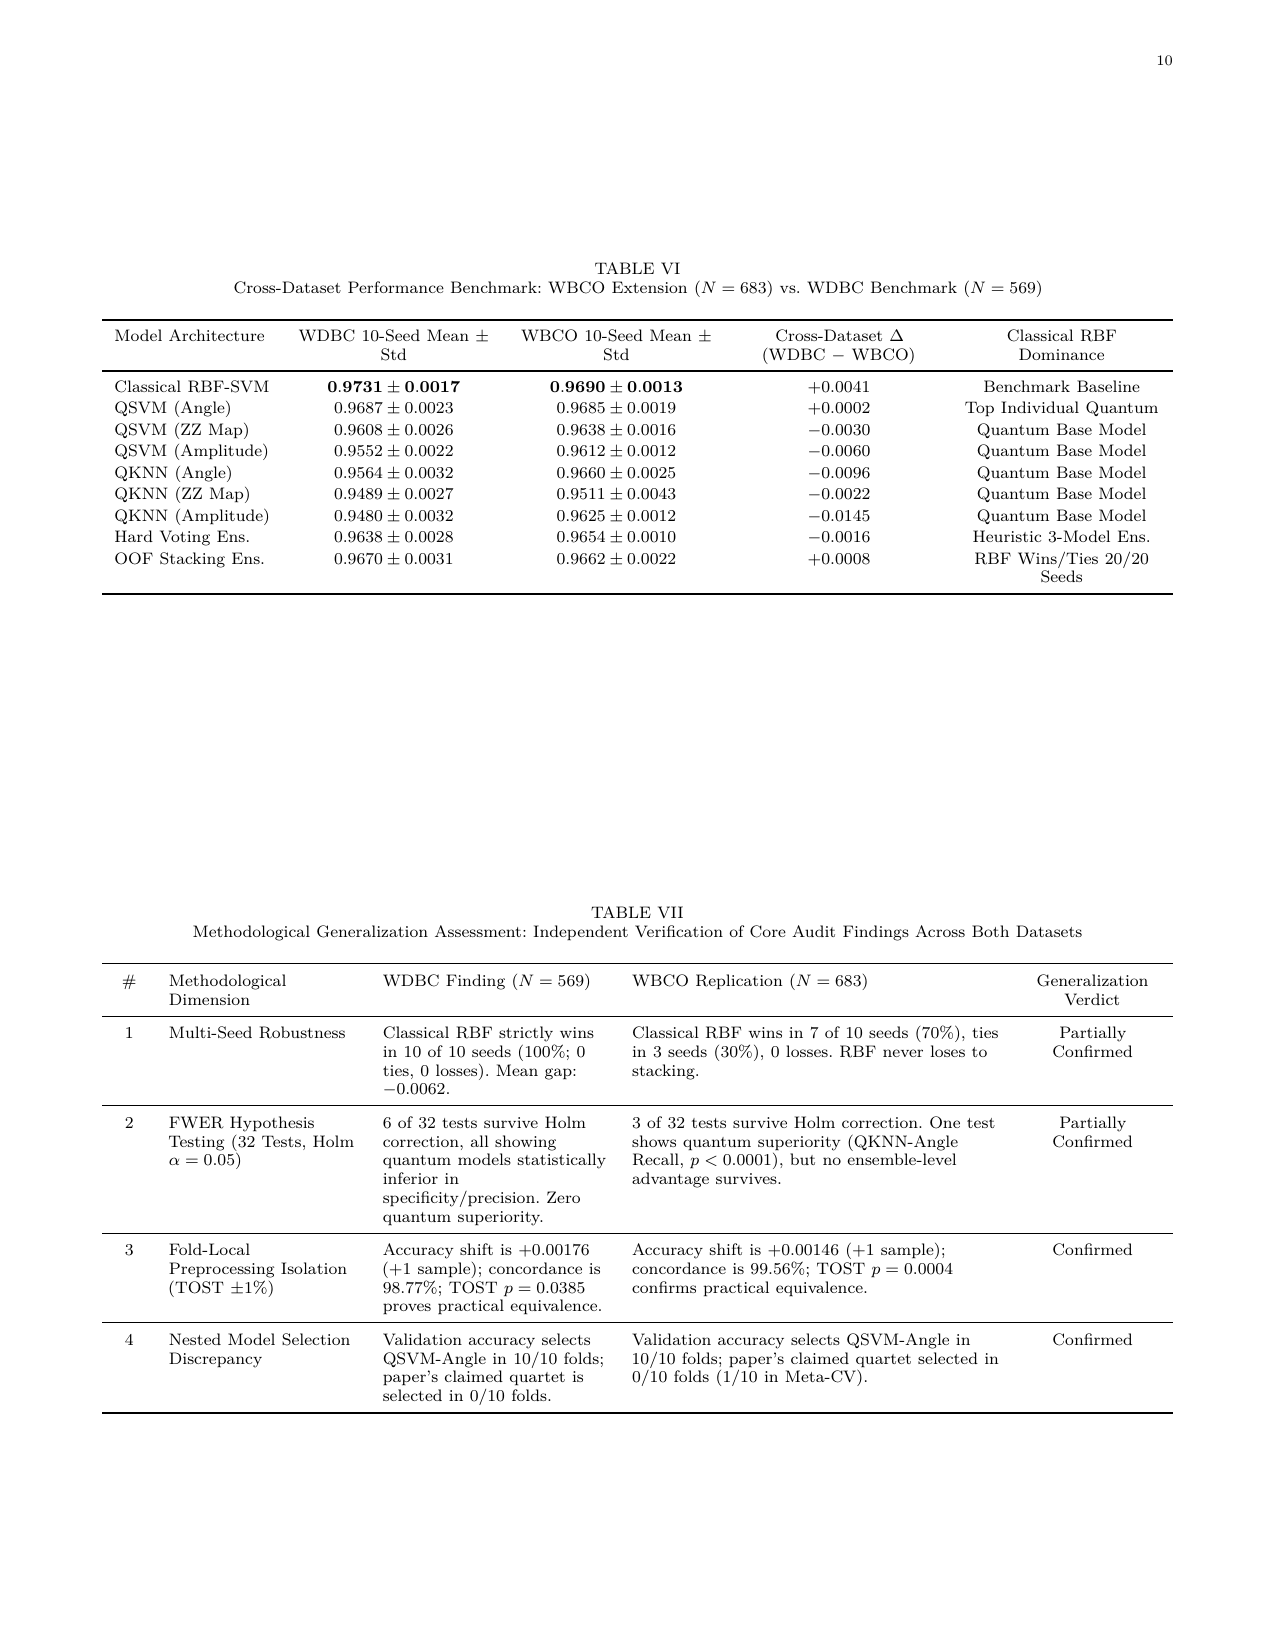 10
TABLE VI
Cross-Dataset Performance Benchmark: WBCO Extension (N = 683) vs. WDBC Benchmark (N = 569)
Model Architecture WDBC 10-Seed Mean ± Std WBCO 10-Seed Mean ± Std Cross-Dataset Δ (WDBC − WBCO) Classical RBF Dominance
Classical RBF-SVM 0.9731 ± 0.0017 0.9690 ± 0.0013 +0.0041 Benchmark Baseline
QSVM (Angle) 0.9687 ± 0.0023 0.9685 ± 0.0019 +0.0002 Top Individual Quantum
QSVM (ZZ Map) 0.9608 ± 0.0026 0.9638 ± 0.0016 −0.0030 Quantum Base Model
QSVM (Amplitude) 0.9552 ± 0.0022 0.9612 ± 0.0012 −0.0060 Quantum Base Model
QKNN (Angle) 0.9564 ± 0.0032 0.9660 ± 0.0025 −0.0096 Quantum Base Model
QKNN (ZZ Map) 0.9489 ± 0.0027 0.9511 ± 0.0043 −0.0022 Quantum Base Model
QKNN (Amplitude) 0.9480 ± 0.0032 0.9625 ± 0.0012 −0.0145 Quantum Base Model
Hard Voting Ens. 0.9638 ± 0.0028 0.9654 ± 0.0010 −0.0016 Heuristic 3-Model Ens.
OOF Stacking Ens. 0.9670 ± 0.0031 0.9662 ± 0.0022 +0.0008 RBF Wins/Ties 20/20
Seeds
TABLE VII
Methodological Generalization Assessment: Independent Verification of Core Audit Findings Across Both Datasets
# Methodological Dimension WDBC Finding (N = 569) WBCO Replication (N = 683) Generalization Verdict
1 Multi-Seed Robustness
Classical RBF strictly wins
in 10 of 10 seeds (100%; 0
ties, 0 losses). Mean gap:
−0.0062.
Classical RBF wins in 7 of 10 seeds (70%), ties
in 3 seeds (30%), 0 losses. RBF never loses to
stacking.
Partially
Confirmed
2 FWER Hypothesis
Testing (32 Tests, Holm
α = 0.05)
6 of 32 tests survive Holm
correction, all showing
quantum models statistically
inferior in
specificity/precision. Zero
quantum superiority.
3 of 32 tests survive Holm correction. One test
shows quantum superiority (QKNN-Angle
Recall, p < 0.0001), but no ensemble-level
advantage survives.
Partially
Confirmed
3 Fold-Local
Preprocessing Isolation
(TOST ±1%)
Accuracy shift is +0.00176
(+1 sample); concordance is
98.77%; TOST p = 0.0385
proves practical equivalence.
Accuracy shift is +0.00146 (+1 sample);
concordance is 99.56%; TOST p = 0.0004
confirms practical equivalence.
Confirmed
4 Nested Model Selection
Discrepancy
Validation accuracy selects
QSVM-Angle in 10/10 folds;
paper's claimed quartet is
selected in 0/10 folds.
Validation accuracy selects QSVM-Angle in
10/10 folds; paper's claimed quartet selected in
0/10 folds (1/10 in Meta-CV).
Confirmed